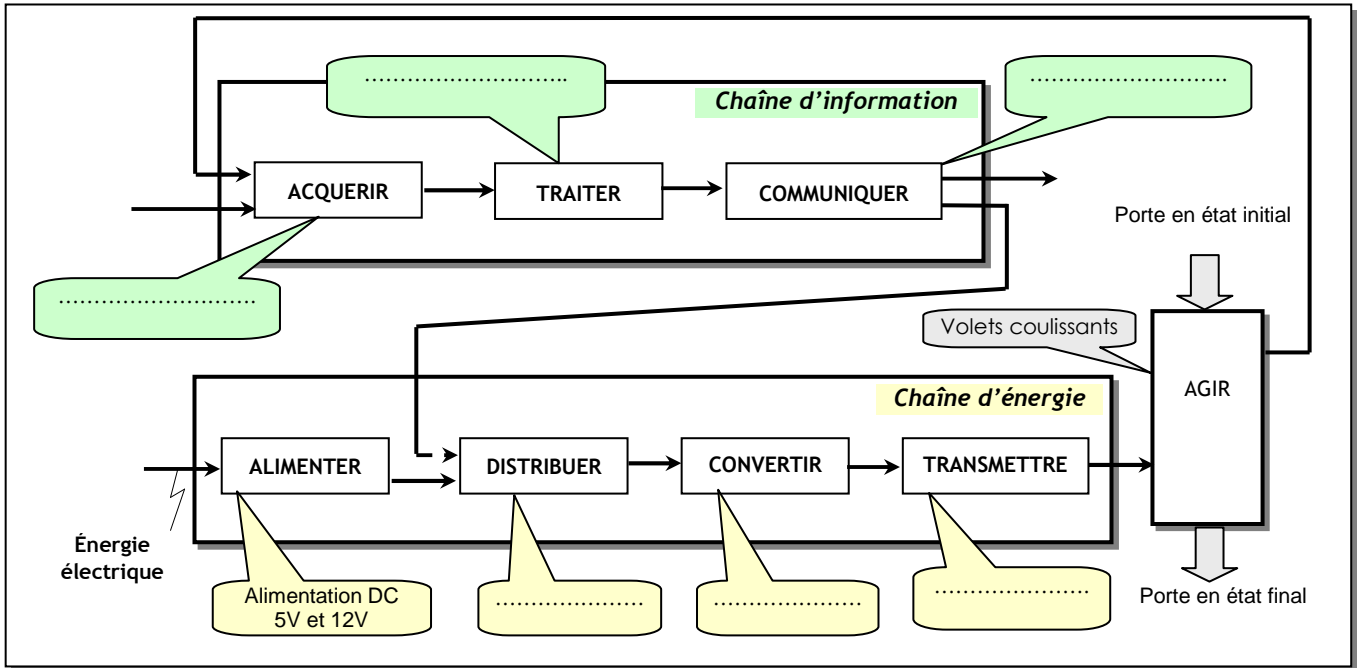 ………………………..
……………………….
Chaîne d’information
ACQUERIR
TRAITER
COMMUNIQUER
……………………….
Porte en état initial
Volets coulissants
AGIR
Chaîne d’énergie
ALIMENTER
DISTRIBUER
CONVERTIR
TRANSMETTRE
Énergie
électrique
Alimentation DC
5V et 12V
…………………
…………………
…………………
Porte en état final